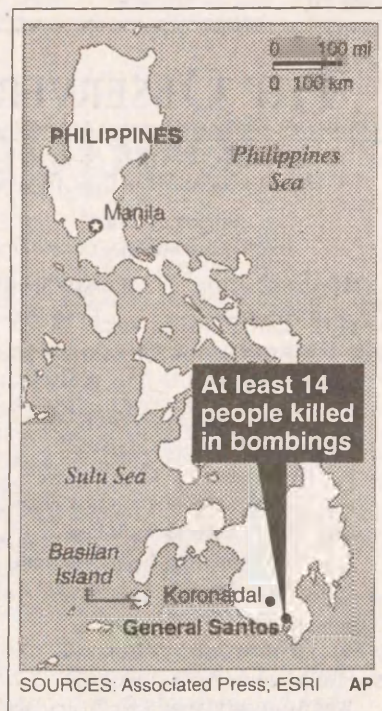 0 100 mi
0 100 km
PHILIPPINES
Philippines
Sea
Manila
At least 14
people killed
in bombings
Sulu Sea
Basilan
Island
Koronadal
General Santos
SOURCES: Associated Press; ESRI AP